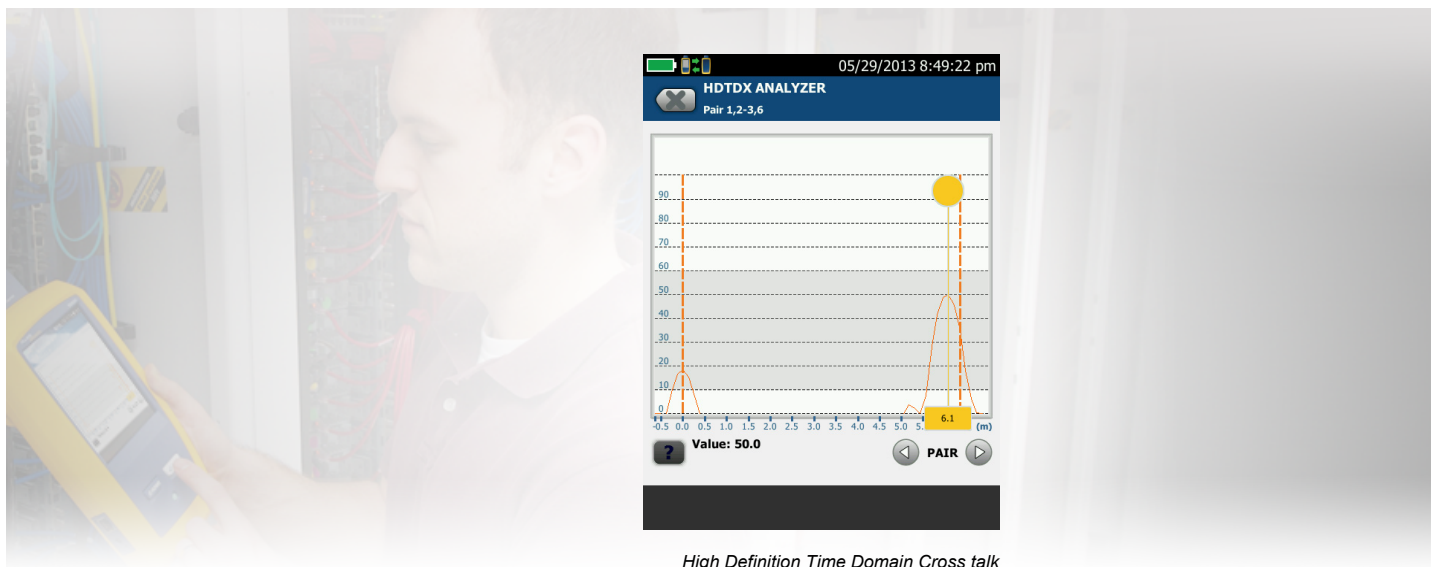 05/29/2013 8:49:22 pm
HDTDX ANALYZER
Pair 1,2-3,6
90
80
70
60
50
40
30
20
10
0
-0.5 0.0 0.5 1.0 1.5 2.0 2.5 3.0 3.5 4.0 4.5 5.0 5. 6.1 (m)
? Value: 50.0 PAIR
High Definition Time Domain Cross talk